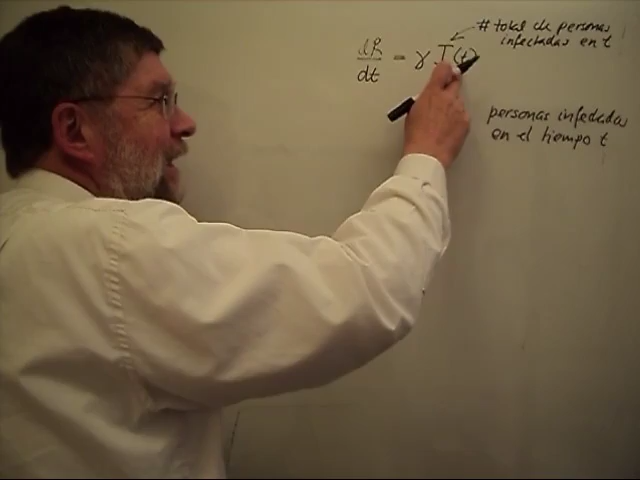 # total de personas
infectadas en t
dR/dt = γ I(t)
personas infectadas
en el tiempo t